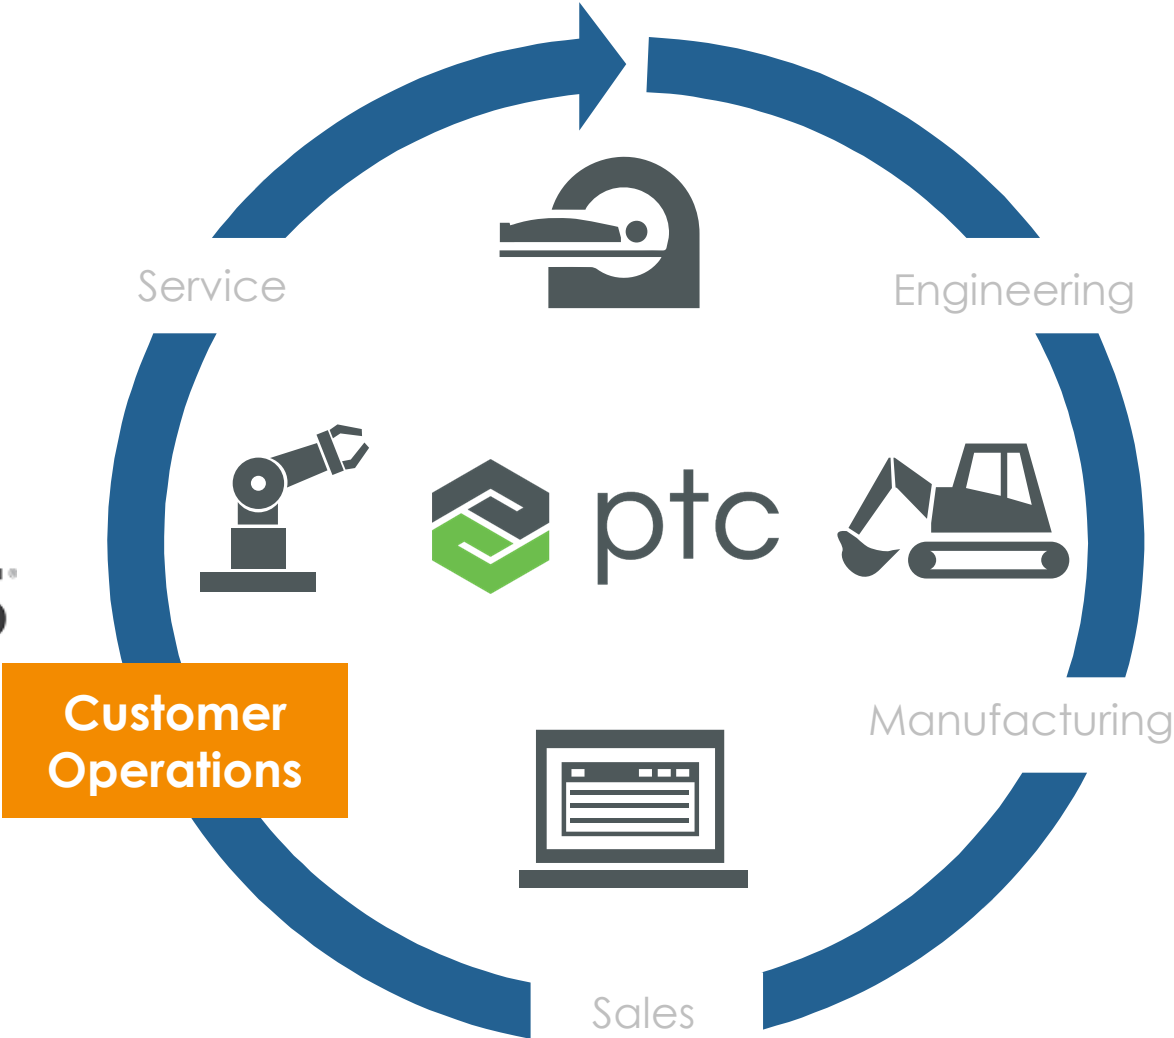 Service
Engineering
ptc
Customer
Operations
Manufacturing
Sales